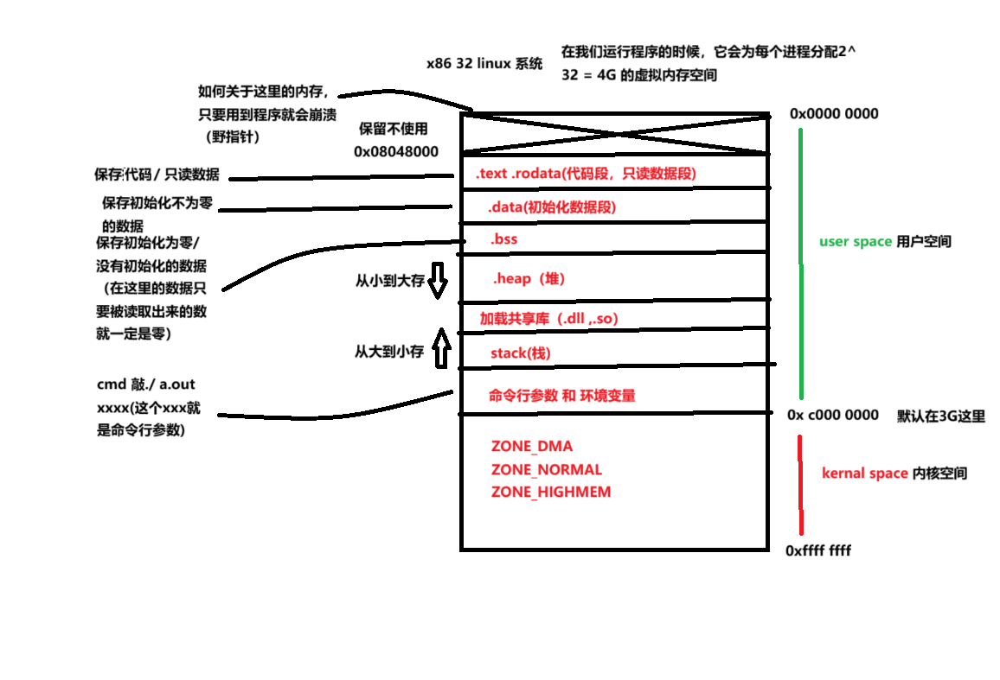 x86 32 linux 系统
在我们运行程序的时候，它会为每个进程分配2^
32 = 4G 的虚拟内存空间
如何关于这里的内存，
只要用到程序就会崩溃
（野指针）
保留不使用
0x08048000
0x0000 0000
保存代码 / 只读数据
.text .rodata(代码段，只读数据段)
保存初始化不为零
的数据
.data(初始化数据段)
保存初始化为零/
没有初始化的数据
（在这里的数据只
要被读取出来的数
就一定是零）
.bss
user space 用户空间
从小到大存
.heap（堆）
加载共享库（.dll ,.so）
从大到小存
stack(栈)
cmd 敲./ a.out
xxxx(这个xxx就
是命令行参数)
命令行参数 和 环境变量
0x c000 0000
默认在3G这里
ZONE_DMA
ZONE_NORMAL
ZONE_HIGHMEM
kernal space 内核空间
0xffff ffff